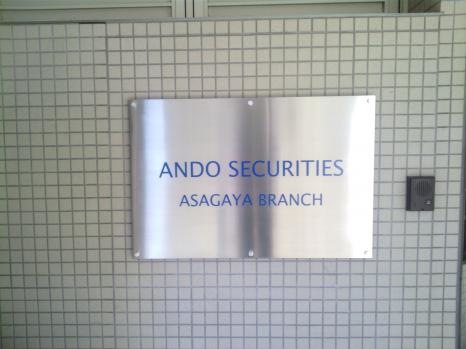 ANDO SECURITIES
ASAGAYA BRANCH